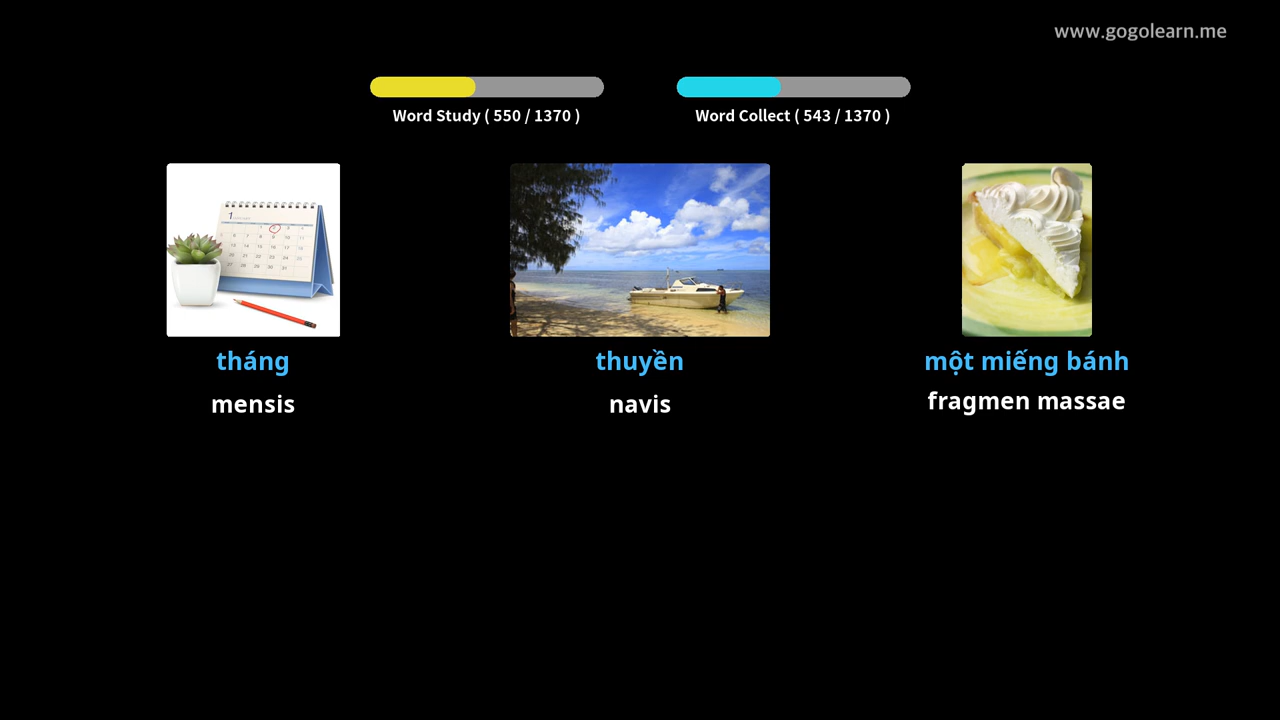 www.gogolearn.me
Word Study ( 550 / 1370 )
Word Collect ( 543 / 1370 )
tháng
mensis
thuyền
navis
một miếng bánh
fragmen massae